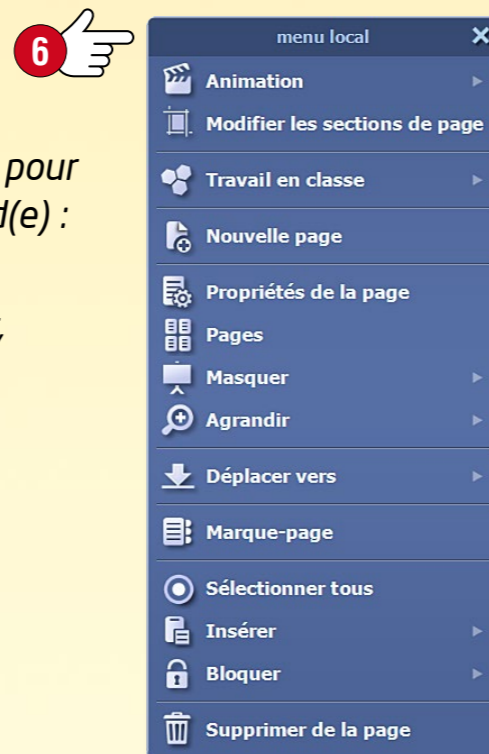 6
menu local
Animation
Modifier les sections de page
pour
d(e) :
Travail en classe
Nouvelle page
Propriétés de la page
Pages
Masquer
Agrandir
Déplacer vers
Marque-page
Sélectionner tous
Insérer
Bloquer
Supprimer de la page